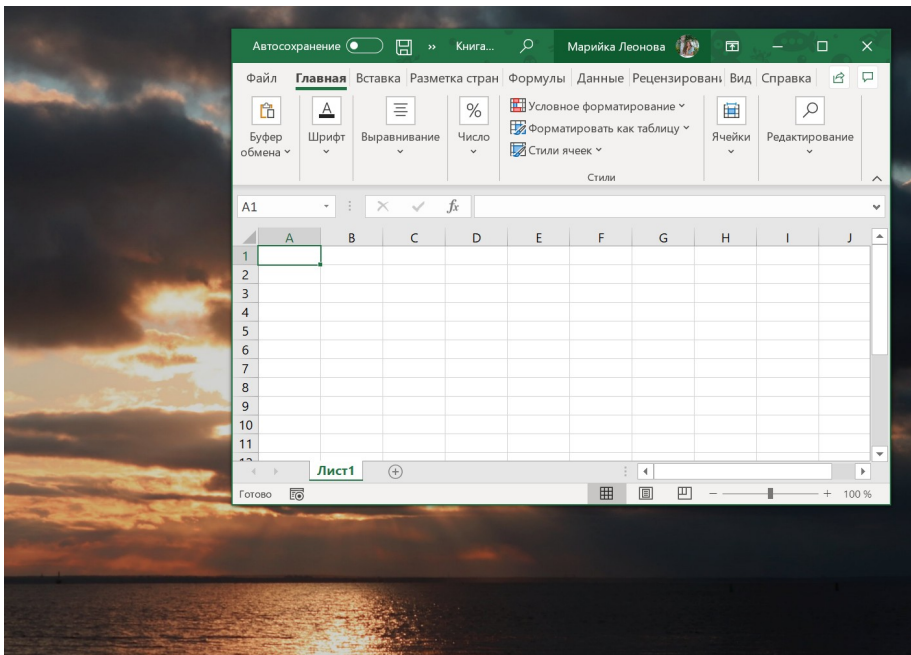 Автосохранение » Книга... Марийка Леонова
Файл Главная Вставка Разметка стран Формулы Данные Рецензировани Вид Справка
Условное форматирование
Форматировать как таблицу
Стили ячеек
Буфер обмена
Шрифт
Выравнивание
Число
Ячейки
Редактирование
Стили
A1 fx
A B C D E F G H I J
1
2
3
4
5
6
7
8
9
10
11
Лист1
Готово 100 %